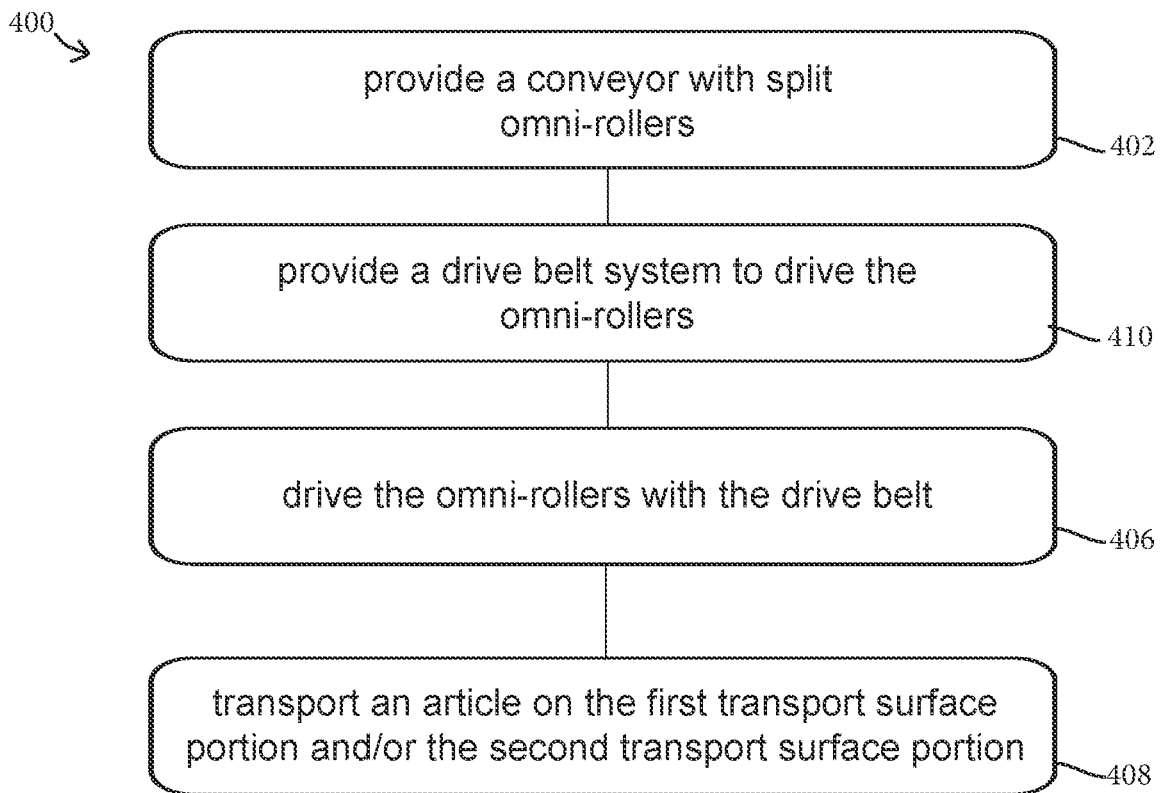 400
provide a conveyor with split
omni-rollers
402
provide a drive belt system to drive the
omni-rollers
410
drive the omni-rollers with the drive belt
406
transport an article on the first transport surface
portion and/or the second transport surface portion
408